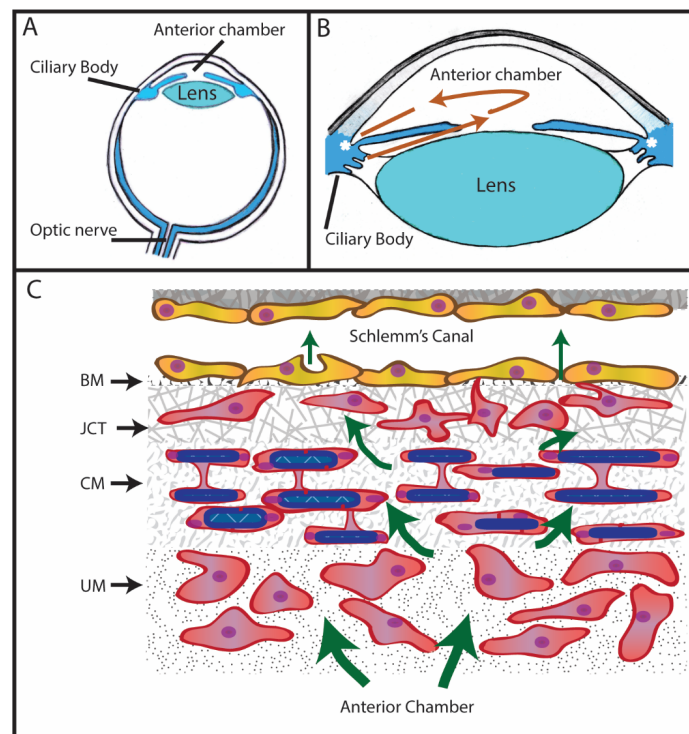 A
Anterior chamber
Ciliary Body
Lens
Optic nerve
B
Anterior chamber
Lens
Ciliary Body
C
Schlemm's Canal
BM
JCT
CM
UM
Anterior Chamber